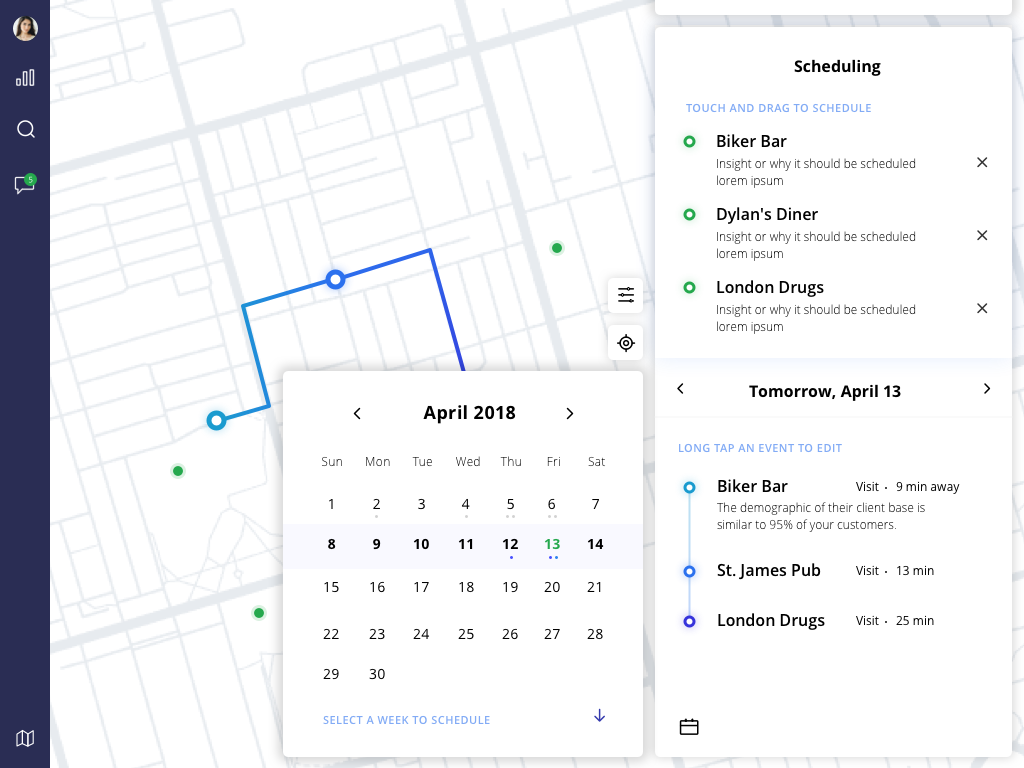 5
Scheduling
TOUCH AND DRAG TO SCHEDULE
Biker Bar
Insight or why it should be scheduled
lorem ipsum
Dylan's Diner
Insight or why it should be scheduled
lorem ipsum
London Drugs
Insight or why it should be scheduled
lorem ipsum
Tomorrow, April 13
LONG TAP AN EVENT TO EDIT
Biker Bar Visit • 9 min away
The demographic of their client base is
similar to 95% of your customers.
St. James Pub Visit • 13 min
London Drugs Visit • 25 min
April 2018
Sun Mon Tue Wed Thu Fri Sat
1 2 3 4 5 6 7
8 9 10 11 12 13 14
15 16 17 18 19 20 21
22 23 24 25 26 27 28
29 30
SELECT A WEEK TO SCHEDULE